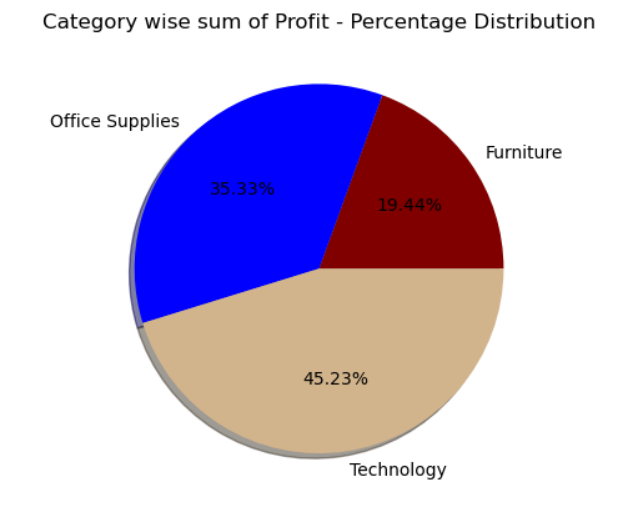 Category wise sum of Profit - Percentage Distribution
Office Supplies
Furniture
35.33%
19.44%
45.23%
Technology